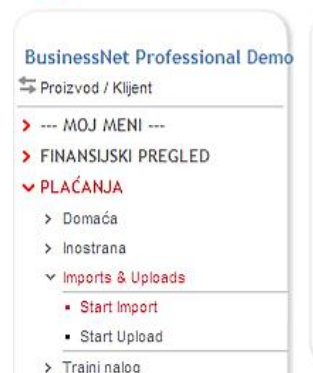 BusinessNet Professional Demo
Proizvod / Klijent
--- MOJ MENI ---
FINANSIJSKI PREGLED
PLAĆANJA
Domaća
Inostrana
Imports & Uploads
Start Import
Start Upload
Trajni nalog